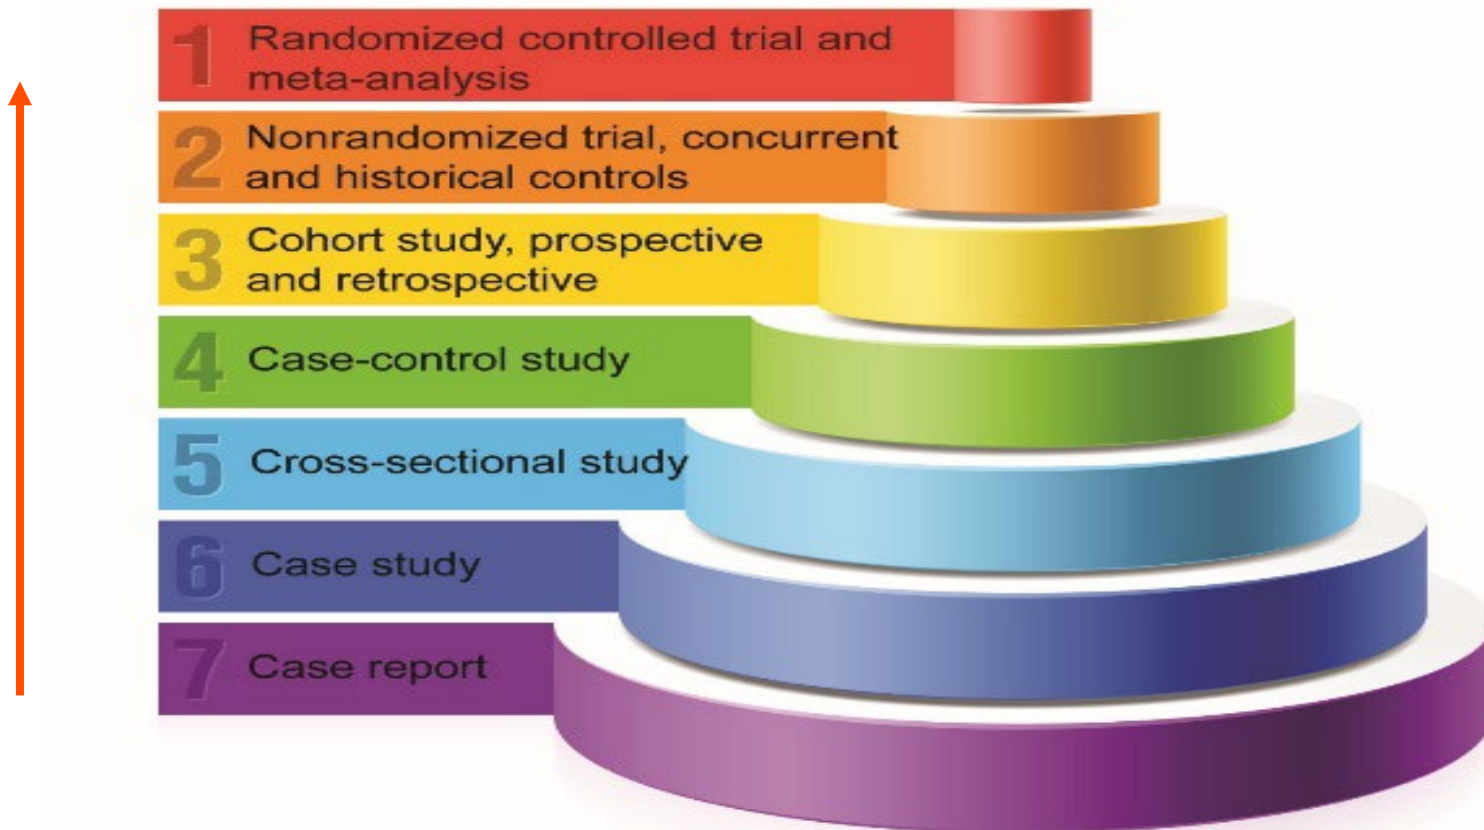 1 Randomized controlled trial and
meta-analysis
2 Nonrandomized trial, concurrent
and historical controls
3 Cohort study, prospective
and retrospective
4 Case-control study
5 Cross-sectional study
6 Case study
7 Case report